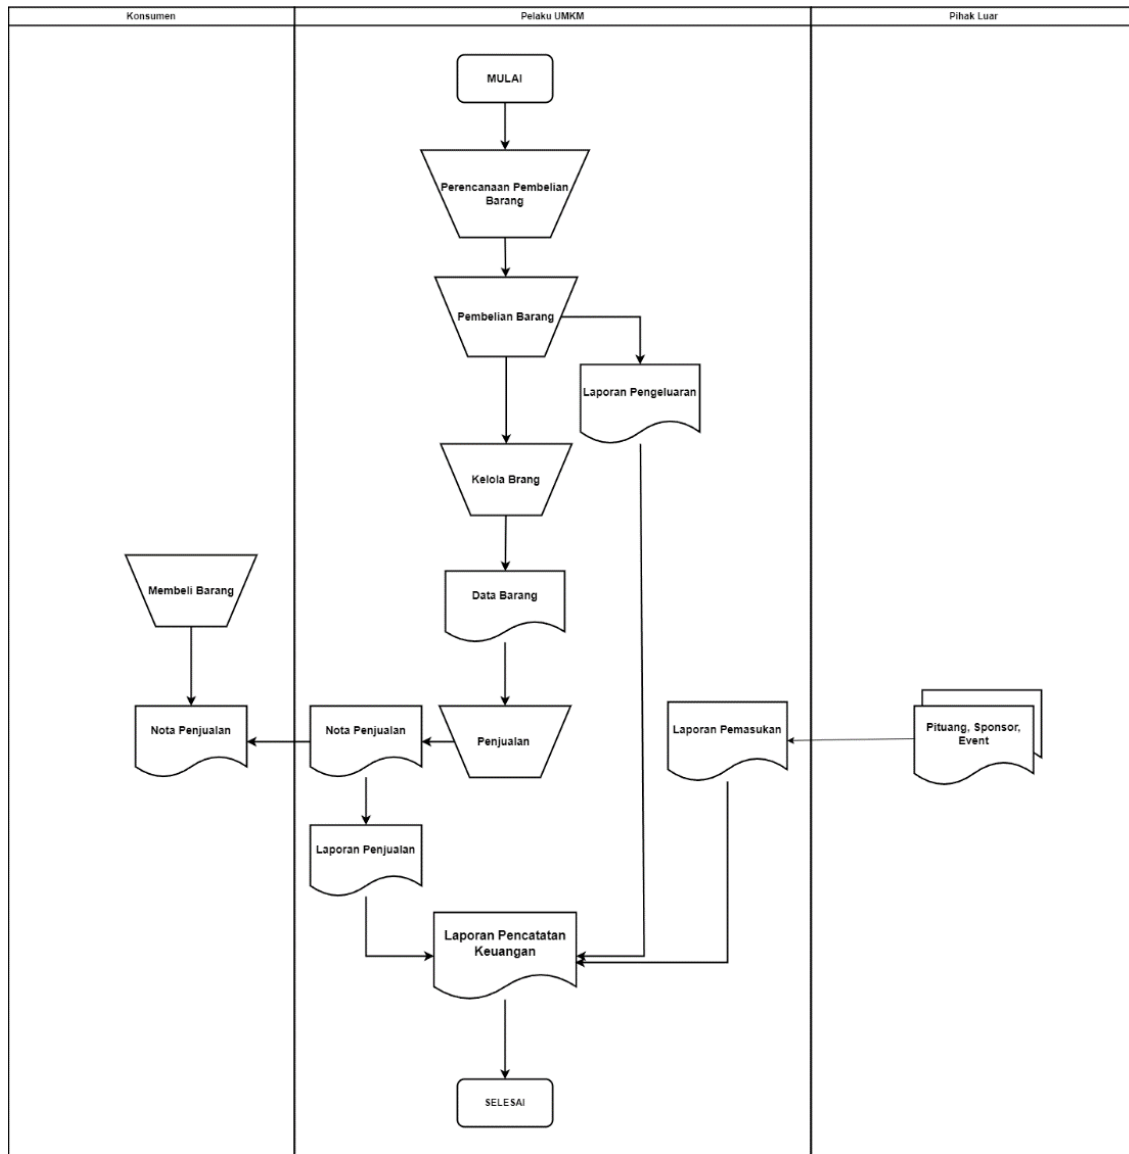 Konsumen
Pelaku UMKM
Pihak Luar
MULAI
Perencanaan Pembelian
Barang
Pembelian Barang
Laporan Pengeluaran
Kelola Brang
Membeli Barang
Data Barang
Nota Penjualan
Nota Penjualan
Penjualan
Laporan Pemasukan
Pituang, Sponsor,
Event
Laporan Penjualan
Laporan Pencatatan
Keuangan
SELESAI